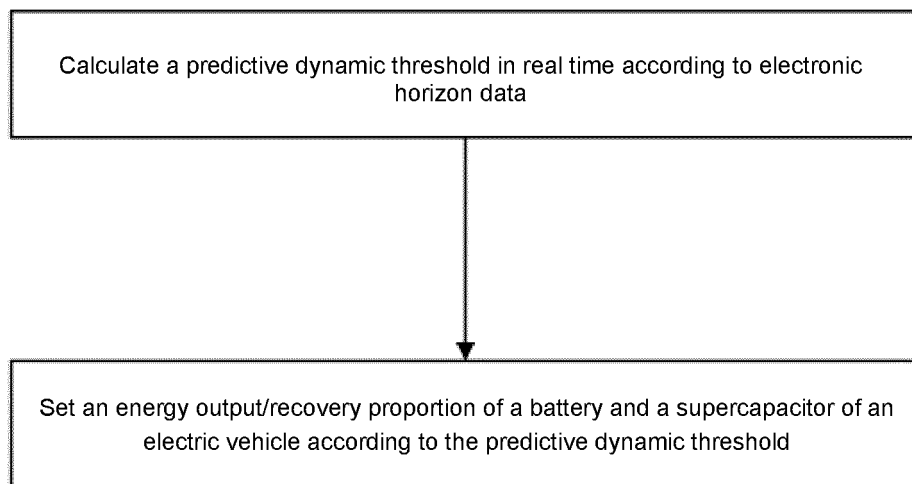 Calculate a predictive dynamic threshold in real time according to electronic
horizon data
Set an energy output/recovery proportion of a battery and a supercapacitor of an
electric vehicle according to the predictive dynamic threshold